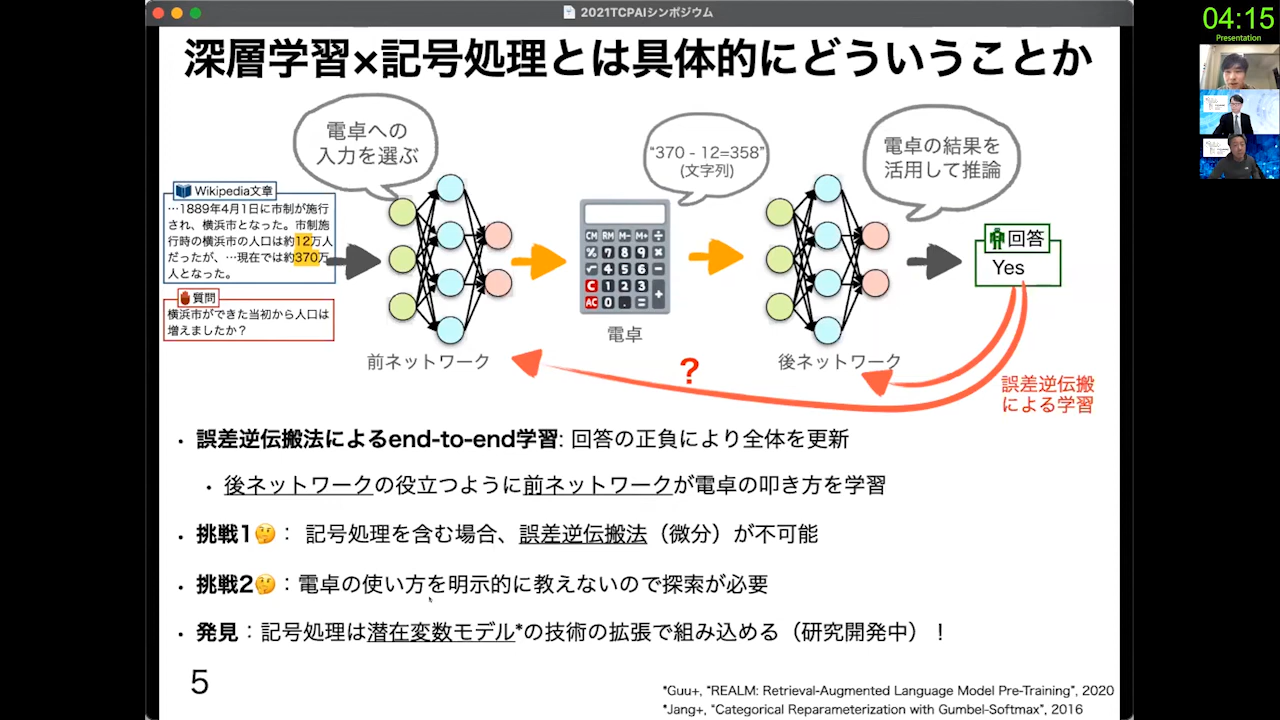 2021TCPAIシンポジウム
04:15
Presentation
深層学習×記号処理とは具体的にどういうことか
電卓への
入力を選ぶ
“370 - 12=358”
(文字列)
電卓の結果を
活用して推論
Wikipedia文章
…1889年4月1日に市制が施行
され、横浜市となった。市制施
行時の横浜市の人口は約12万人
だったが、…現在では約370万
人となった。
質問
横浜市ができた当初から人口は
増えましたか？
CM RM M- M+ ÷
% 7 8 9 ×
√ 4 5 6 −
C 1 2 3 +
AC 0 . =
回答
Yes
電卓
前ネットワーク
後ネットワーク
?
誤差逆伝搬
による学習
・誤差逆伝搬法によるend-to-end学習: 回答の正負により全体を更新
・後ネットワークの役立つように前ネットワークが電卓の叩き方を学習
・挑戦1🤔： 記号処理を含む場合、誤差逆伝搬法（微分）が不可能
・挑戦2🤔：電卓の使い方を明示的に教えないので探索が必要
・発見：記号処理は潜在変数モデル*の技術の拡張で組み込める（研究開発中）！
5
*Guu+, “REALM: Retrieval-Augmented Language Model Pre-Training”, 2020
*Jang+, “Categorical Reparameterization with Gumbel-Softmax”, 2016